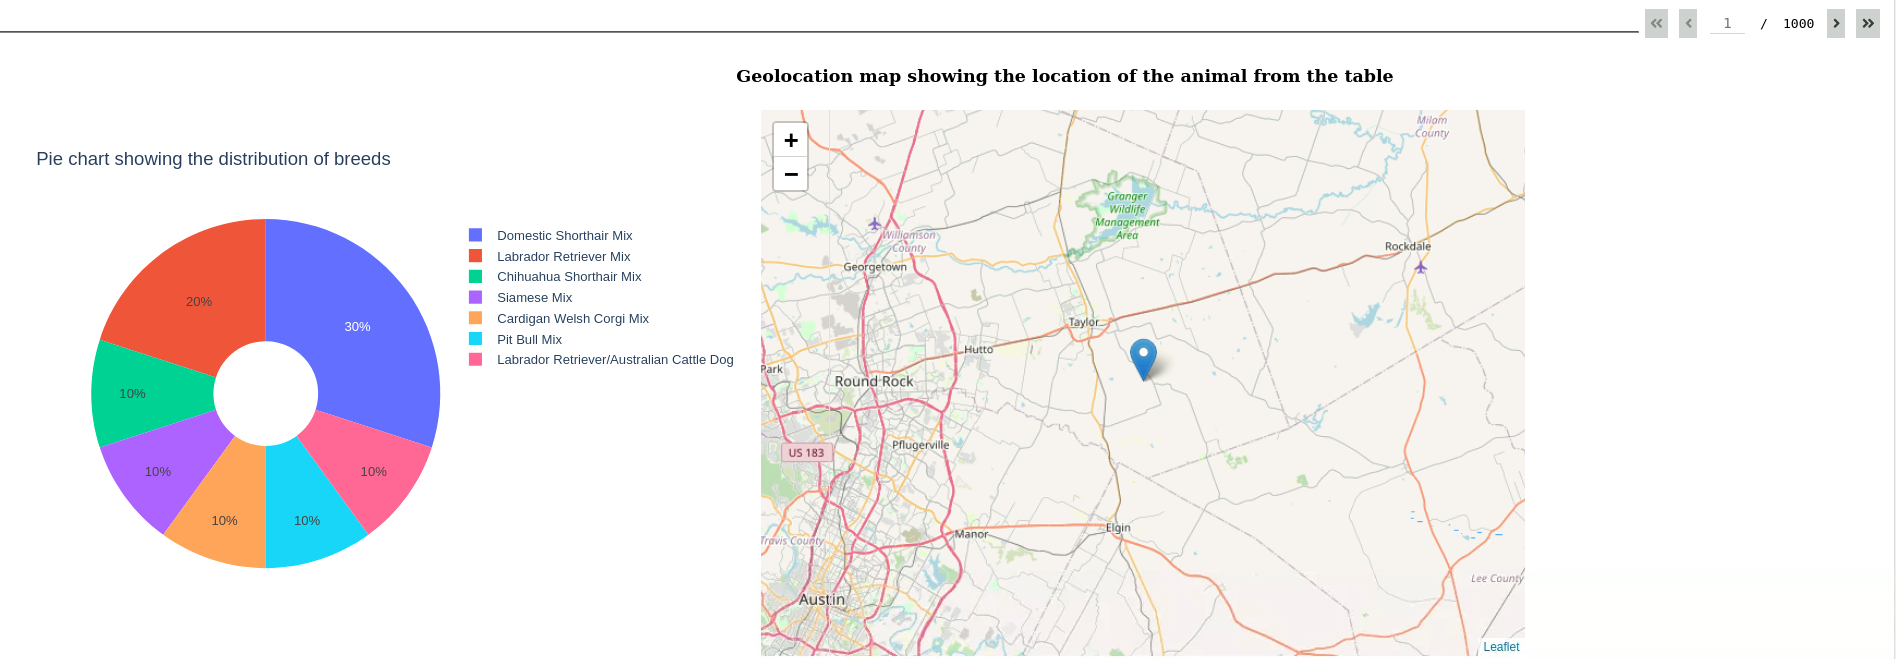 1 / 1000
Geolocation map showing the location of the animal from the table
Pie chart showing the distribution of breeds
30%
20%
10%
10%
10%
10%
10%
Domestic Shorthair Mix
Labrador Retriever Mix
Chihuahua Shorthair Mix
Siamese Mix
Cardigan Welsh Corgi Mix
Pit Bull Mix
Labrador Retriever/Australian Cattle Dog
+
−
Milam
County
Granger
Wildlife
Management
Area
Williamson
County
Rockdale
Georgetown
Taylor
Hutto
Park
Round Rock
Pflugerville
US 183
Elgin
Manor
Travis County
Lee County
Austin
Leaflet